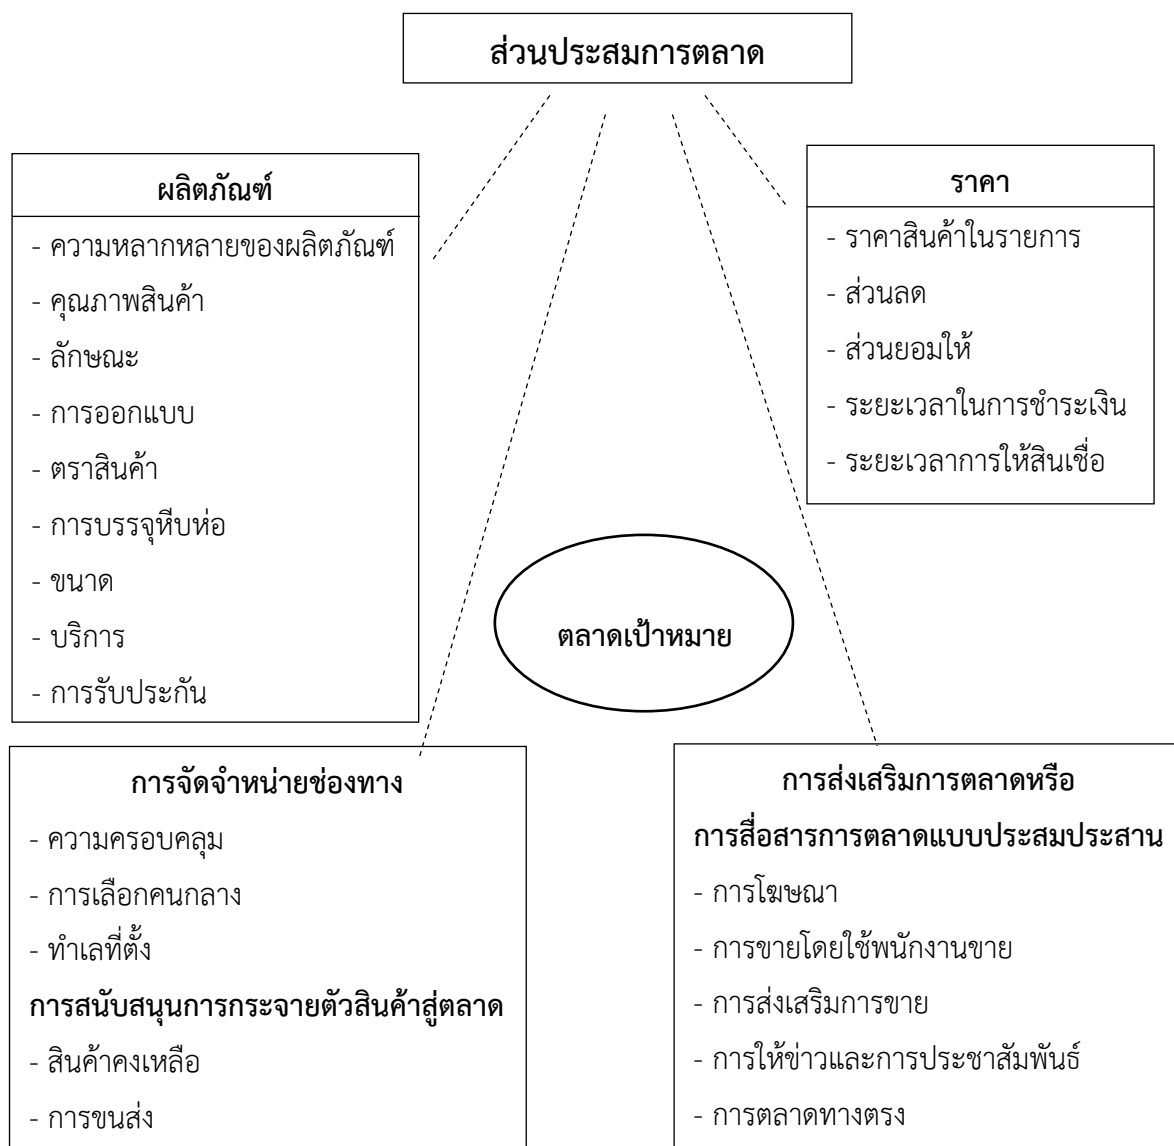 ส่วนประสมการตลาด
ผลิตภัณฑ์
- ความหลากหลายของผลิตภัณฑ์
- คุณภาพสินค้า
- ลักษณะ
- การออกแบบ
- ตราสินค้า
- การบรรจุหีบห่อ
- ขนาด
- บริการ
- การรับประกัน
ราคา
- ราคาสินค้าในรายการ
- ส่วนลด
- ส่วนยอมให้
- ระยะเวลาในการชำระเงิน
- ระยะเวลาการให้สินเชื่อ
ตลาดเป้าหมาย
การจัดจำหน่ายช่องทาง
- ความครอบคลุม
- การเลือกคนกลาง
- ทำเลที่ตั้ง
การสนับสนุนการกระจายตัวสินค้าสู่ตลาด
- สินค้าคงเหลือ
- การขนส่ง
การส่งเสริมการตลาดหรือ
การสื่อสารการตลาดแบบประสมประสาน
- การโฆษณา
- การขายโดยใช้พนักงานขาย
- การส่งเสริมการขาย
- การให้ข่าวและการประชาสัมพันธ์
- การตลาดทางตรง